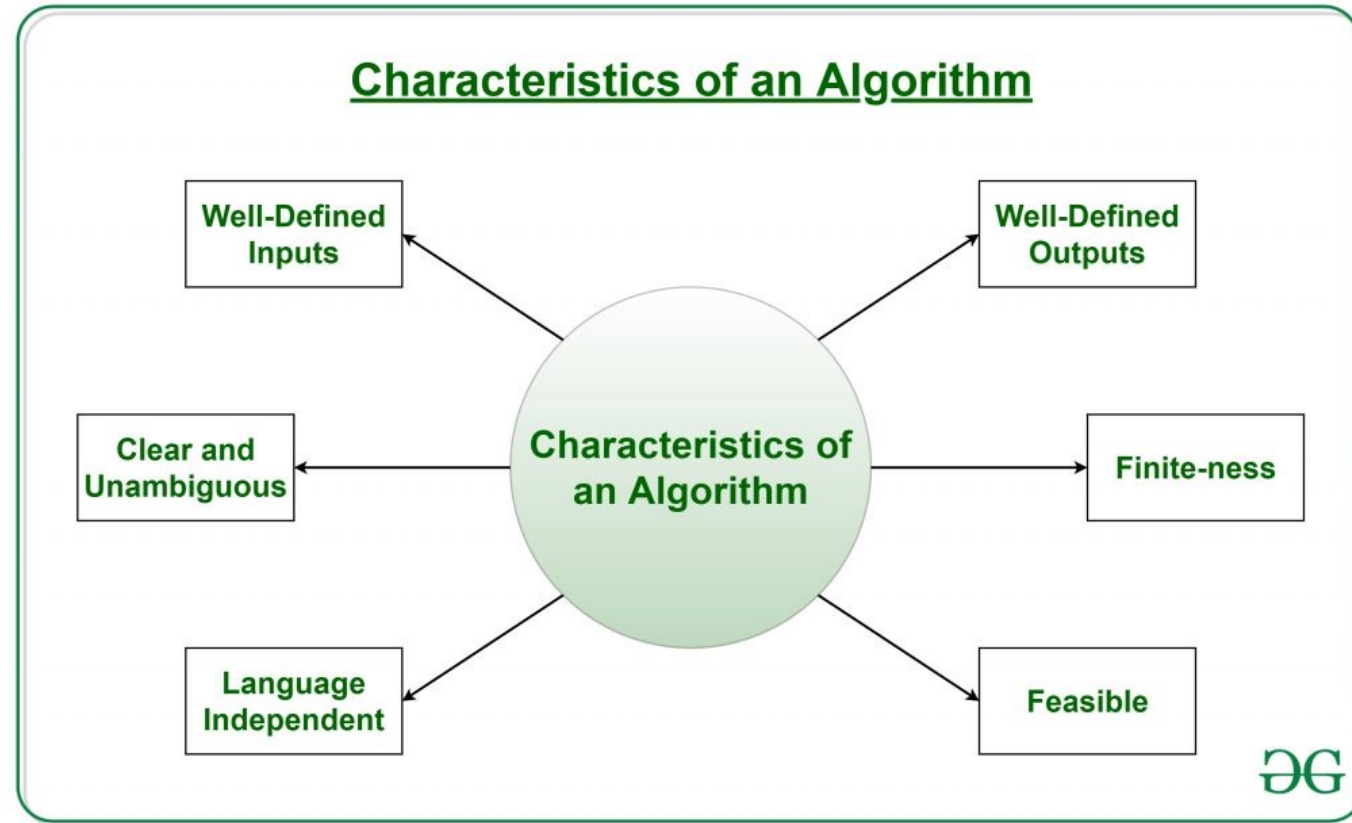 Characteristics of an Algorithm
Well-Defined
Inputs
Well-Defined
Outputs
Clear and
Unambiguous
Characteristics of
an Algorithm
Finite-ness
Language
Independent
Feasible